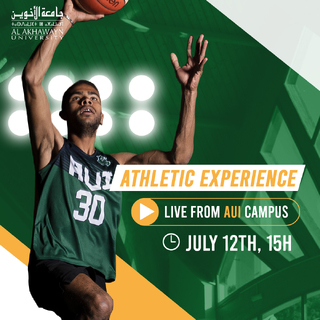 جامعة الأخوين
AL AKHAWAYN
UNIVERSITY
AUI
30
ATHLETIC EXPERIENCE
LIVE FROM AUI CAMPUS
JULY 12TH, 15H